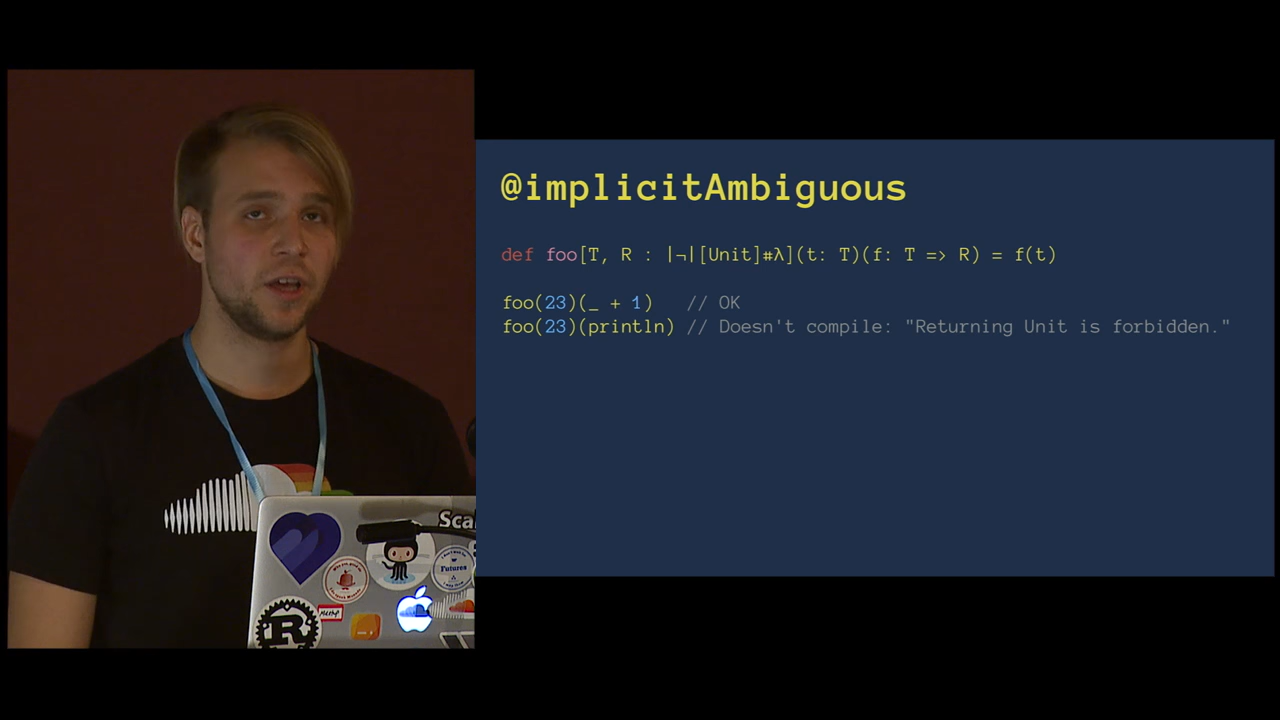 @implicitAmbiguous
def foo[T, R : |¬|[Unit]#λ](t: T)(f: T => R) = f(t)
foo(23)(_ + 1) // OK
foo(23)(println) // Doesn't compile: "Returning Unit is forbidden."
Sca
Futures
R